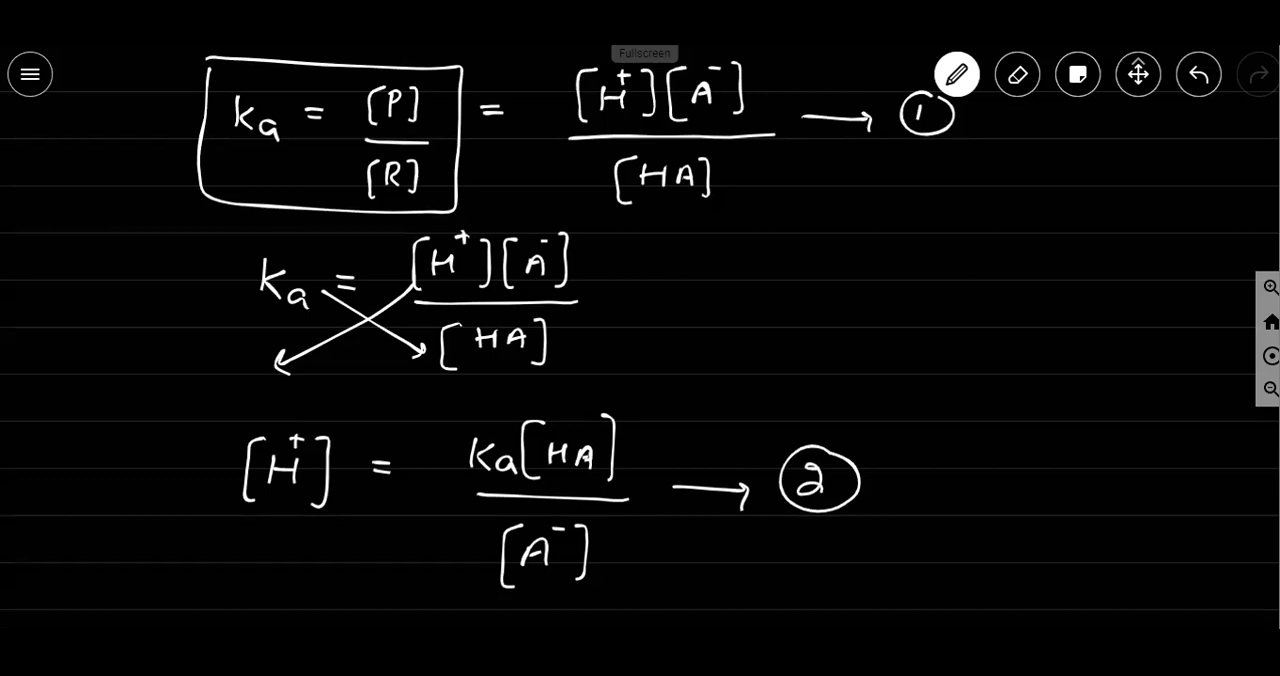 Fullscreen
Ka = [P] / [R] = [H⁺][A⁻] / [HA] → ①
Ka = [H⁺][A⁻] / [HA]
[H⁺] = Ka[HA] / [A⁻] → ②